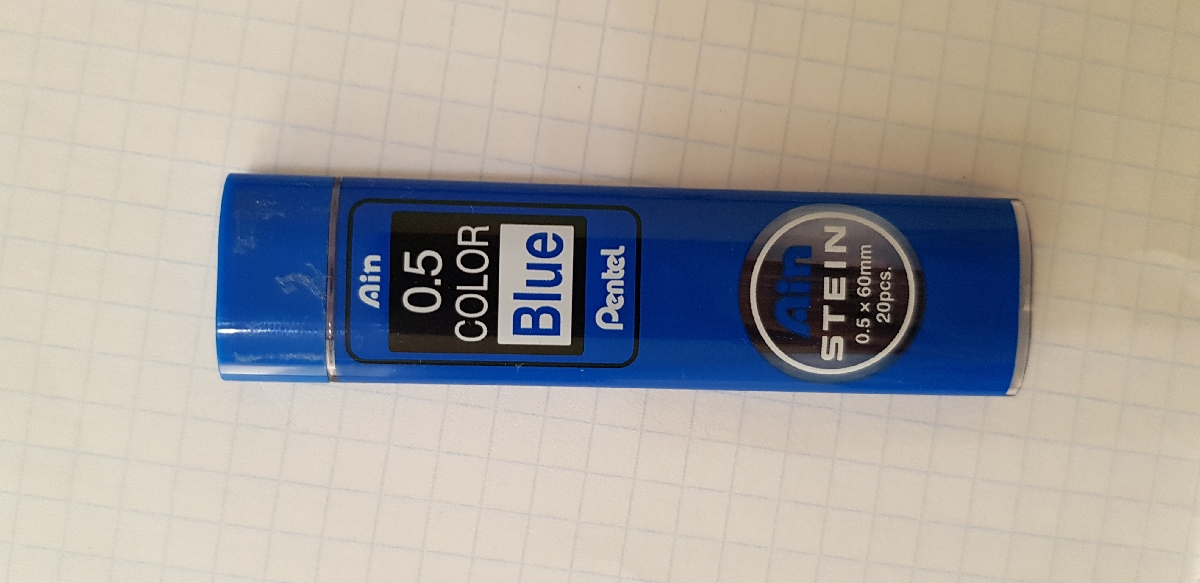 Ain
0.5
COLOR
Blue
Pentel
Ain
STEIN
0.5 × 60mm
20pcs.